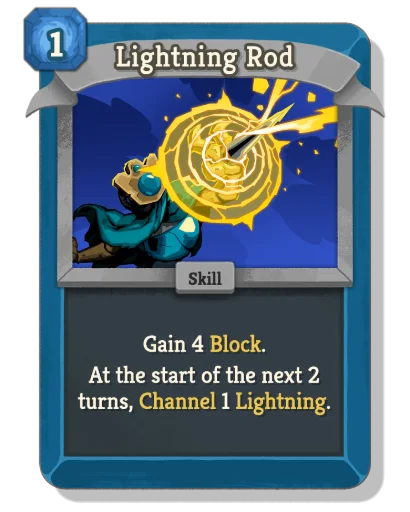 1
Lightning Rod
Skill
Gain 4 Block.
At the start of the next 2
turns, Channel 1 Lightning.